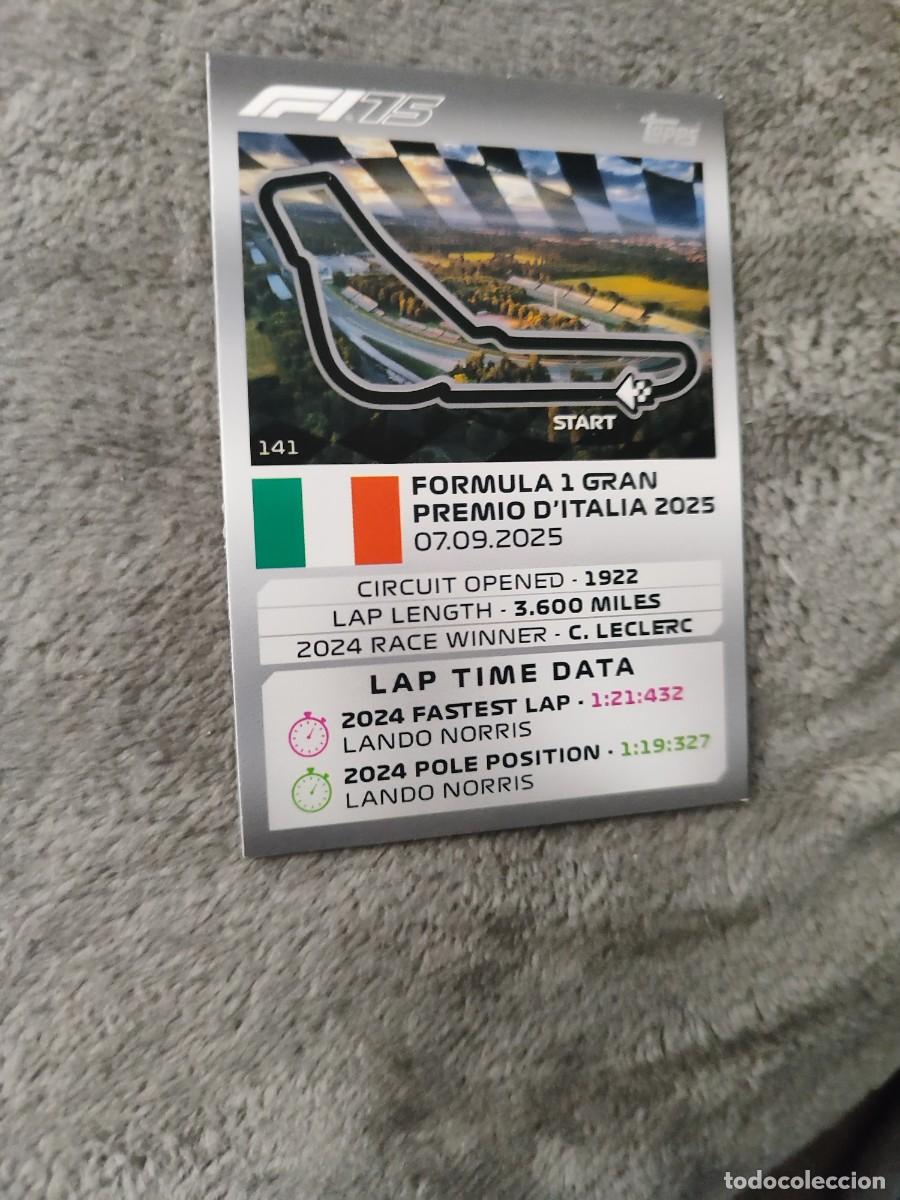 F1 75
Topps
START
141
FORMULA 1 GRAN
PREMIO D'ITALIA 2025
07.09.2025
CIRCUIT OPENED · 1922
LAP LENGTH · 3.600 MILES
2024 RACE WINNER · C. LECLERC
LAP TIME DATA
2024 FASTEST LAP · 1:21:432
LANDO NORRIS
2024 POLE POSITION · 1:19:327
LANDO NORRIS
todocoleccion